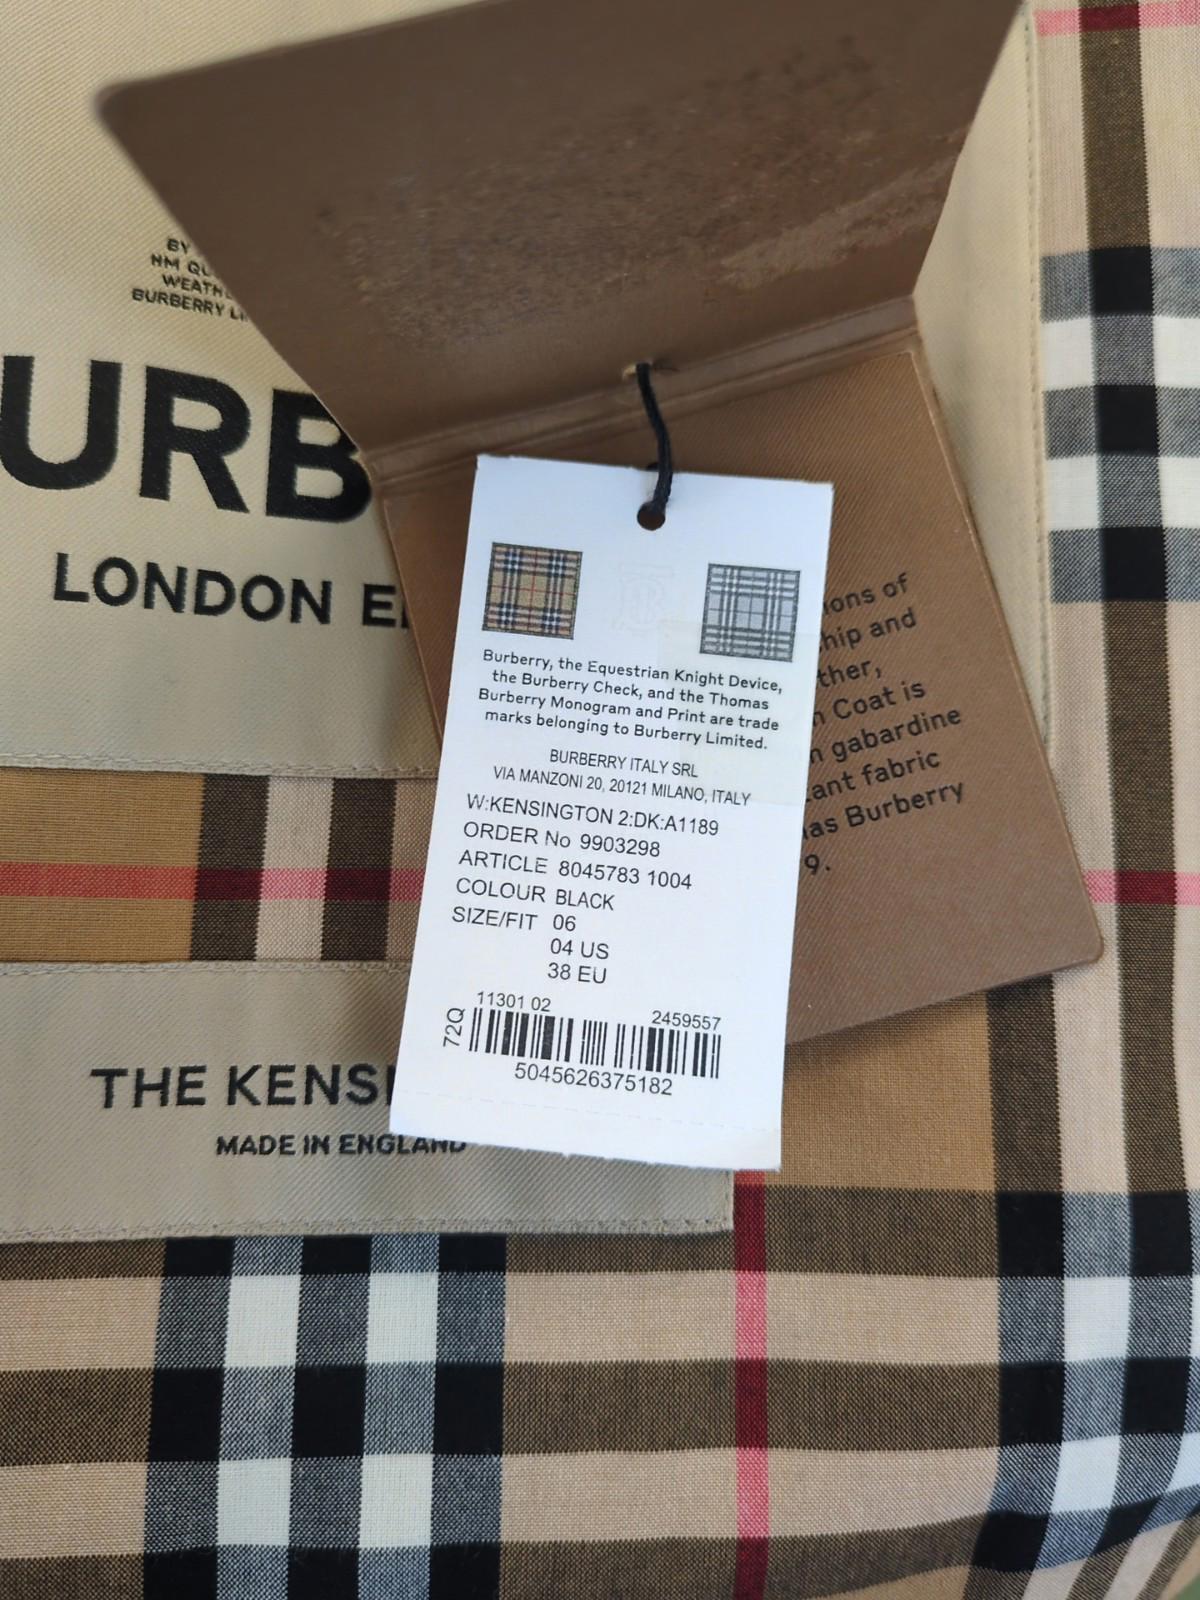 BY
HM QU
WEATH
BURBERRY LI
URB
LONDON E
Burberry, the Equestrian Knight Device,
the Burberry Check, and the Thomas
Burberry Monogram and Print are trade
marks belonging to Burberry Limited.
BURBERRY ITALY SRL
VIA MANZONI 20, 20121 MILANO, ITALY
W:KENSINGTON 2:DK:A1189
ORDER No 9903298
ARTICLE 8045783 1004
COLOUR BLACK
SIZE/FIT 06
04 US
38 EU
11301 02
2459557
72Q
5045626375182
ions of
hip and
ther,
Coat is
gabardine
tant fabric
as Burberry
9.
THE KENSI
MADE IN ENGLAND